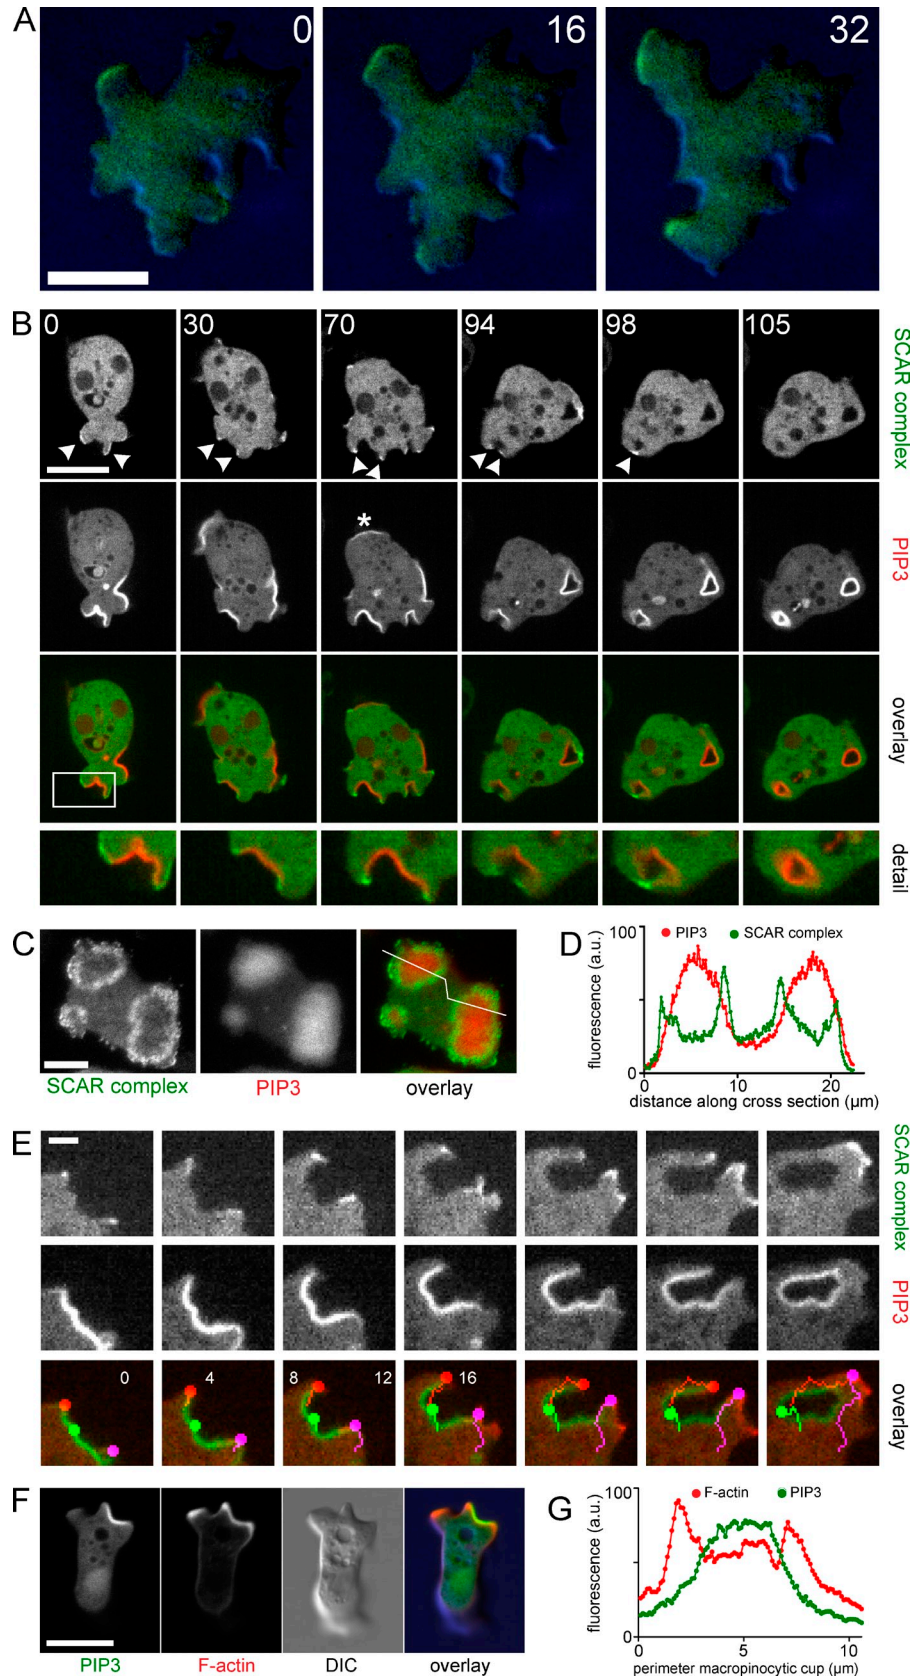 A
0
16
32
B
0
30
70
94
98
105
SCAR complex
*
PIP3
overlay
detail
C
SCAR complex
PIP3
overlay
D
PIP3
SCAR complex
fluorescence (a.u.)
100
0
0
10
20
distance along cross section (µm)
E
SCAR complex
PIP3
0
4
8
12
16
overlay
F
PIP3
F-actin
DIC
overlay
G
F-actin
PIP3
fluorescence (a.u.)
100
0
0
5
10
perimeter macropinocytic cup (µm)